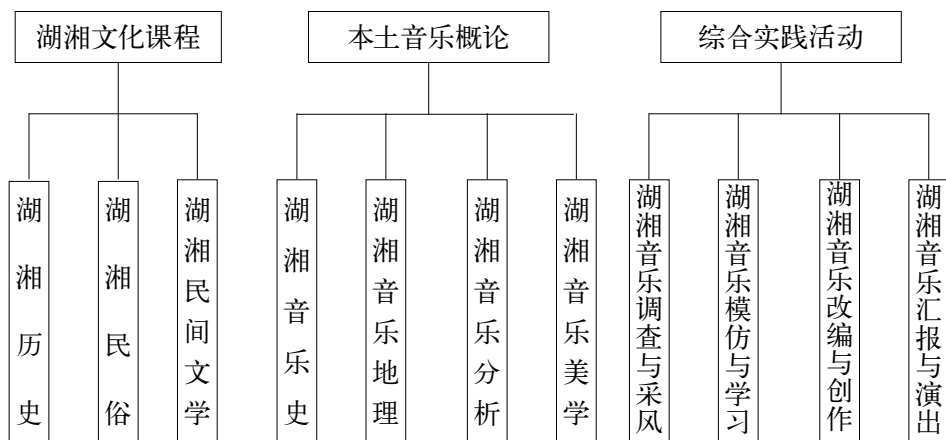 湖湘文化课程
本土音乐概论
综合实践活动
湖湘历史
湖湘民俗
湖湘民间文学
湖湘音乐史
湖湘音乐地理
湖湘音乐分析
湖湘音乐美学
湖湘音乐调查与采风
湖湘音乐模仿与学习
湖湘音乐改编与创作
湖湘音乐汇报与演出